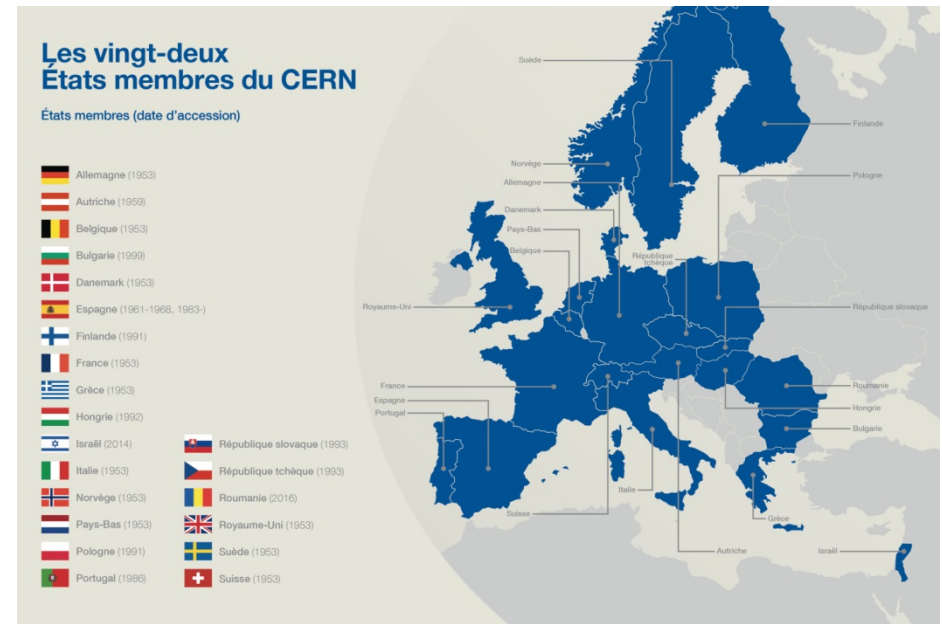 Les vingt-deux
États membres du CERN
États membres (date d'accession)
Allemagne (1953)
Autriche (1959)
Belgique (1953)
Bulgarie (1999)
Danemark (1953)
Espagne (1961-1968, 1983-)
Finlande (1991)
France (1953)
Grèce (1953)
Hongrie (1992)
Israël (2014)
Italie (1953)
Norvège (1953)
Pays-Bas (1953)
Pologne (1991)
Portugal (1986)
République slovaque (1993)
République tchèque (1993)
Roumanie (2016)
Royaume-Uni (1953)
Suède (1953)
Suisse (1953)
Suède
Finlande
Norvège
Pologne
Allemagne
Danemark
Pays-Bas
Belgique
République
tchèque
Royaume-Uni
République slovaque
France
Roumanie
Espagne
Hongrie
Portugal
Bulgarie
Italie
Suisse
Grèce
Autriche
Israël